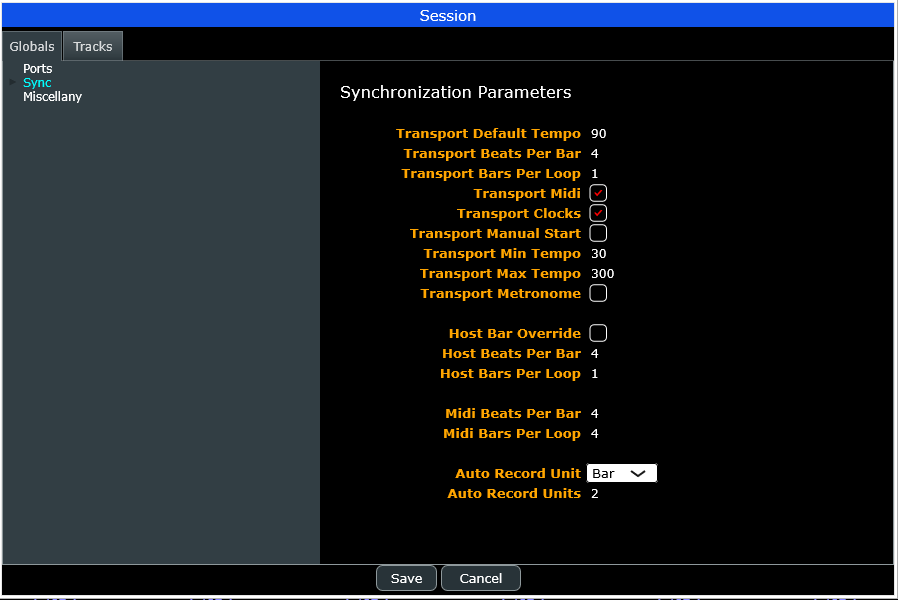 Session
Globals Tracks
Ports
Sync
Miscellany
Synchronization Parameters
Transport Default Tempo 90
Transport Beats Per Bar 4
Transport Bars Per Loop 1
Transport Midi
Transport Clocks
Transport Manual Start
Transport Min Tempo 30
Transport Max Tempo 300
Transport Metronome
Host Bar Override
Host Beats Per Bar 4
Host Bars Per Loop 1
Midi Beats Per Bar 4
Midi Bars Per Loop 4
Auto Record Unit Bar
Auto Record Units 2
Save Cancel